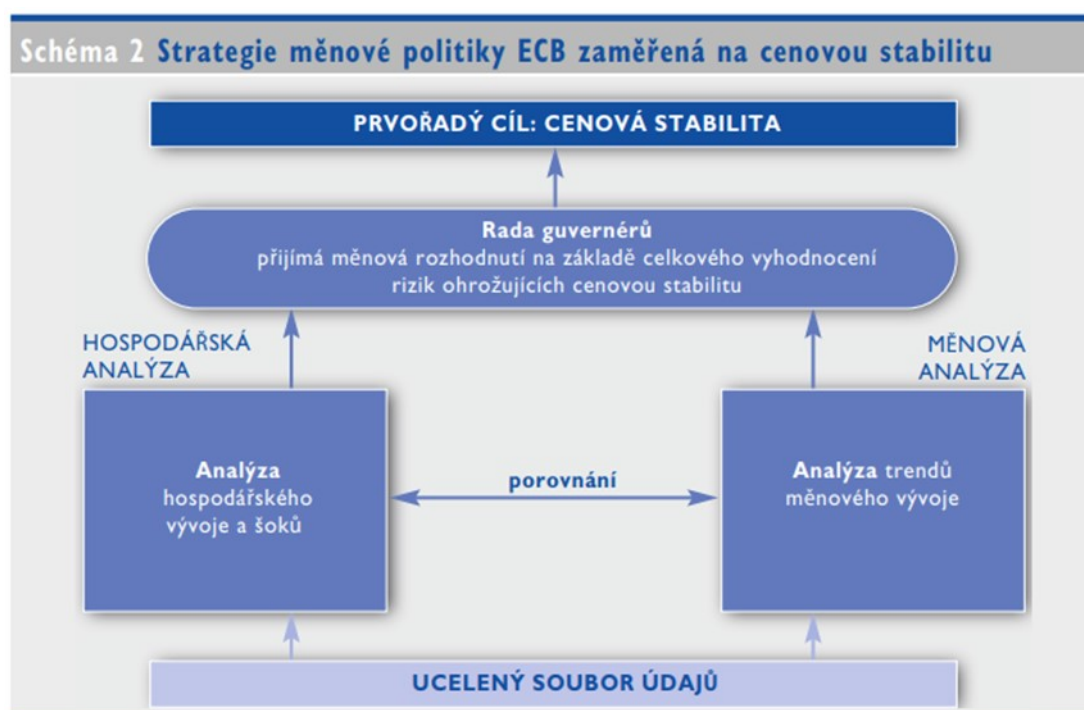 Schéma 2 Strategie měnové politiky ECB zaměřená na cenovou stabilitu
PRVOŘADÝ CÍL: CENOVÁ STABILITA
Rada guvernérů
přijímá měnová rozhodnutí na základě celkového vyhodnocení
rizik ohrožujících cenovou stabilitu
HOSPODÁŘSKÁ
ANALÝZA
MĚNOVÁ
ANALÝZA
Analýza
hospodářského
vývoje a šoků
porovnání
Analýza trendů
měnového vývoje
UCELENÝ SOUBOR ÚDAJŮ